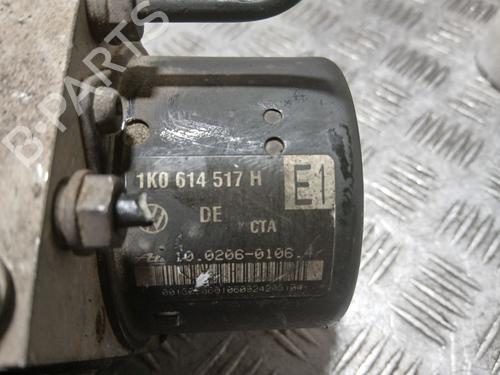 B-PARTS
1K0 614 517 H
E1
DE
CTA
10.0206-0106.4